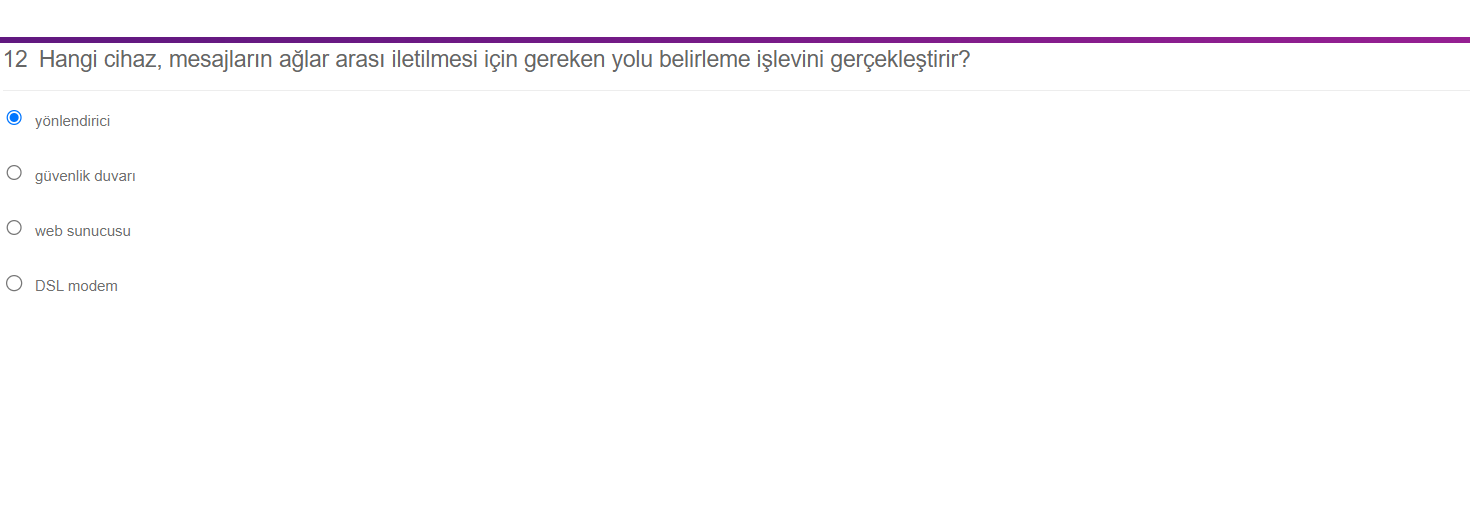 12 Hangi cihaz, mesajların ağlar arası iletilmesi için gereken yolu belirleme işlevini gerçekleştirir?
yönlendirici
güvenlik duvarı
web sunucusu
DSL modem